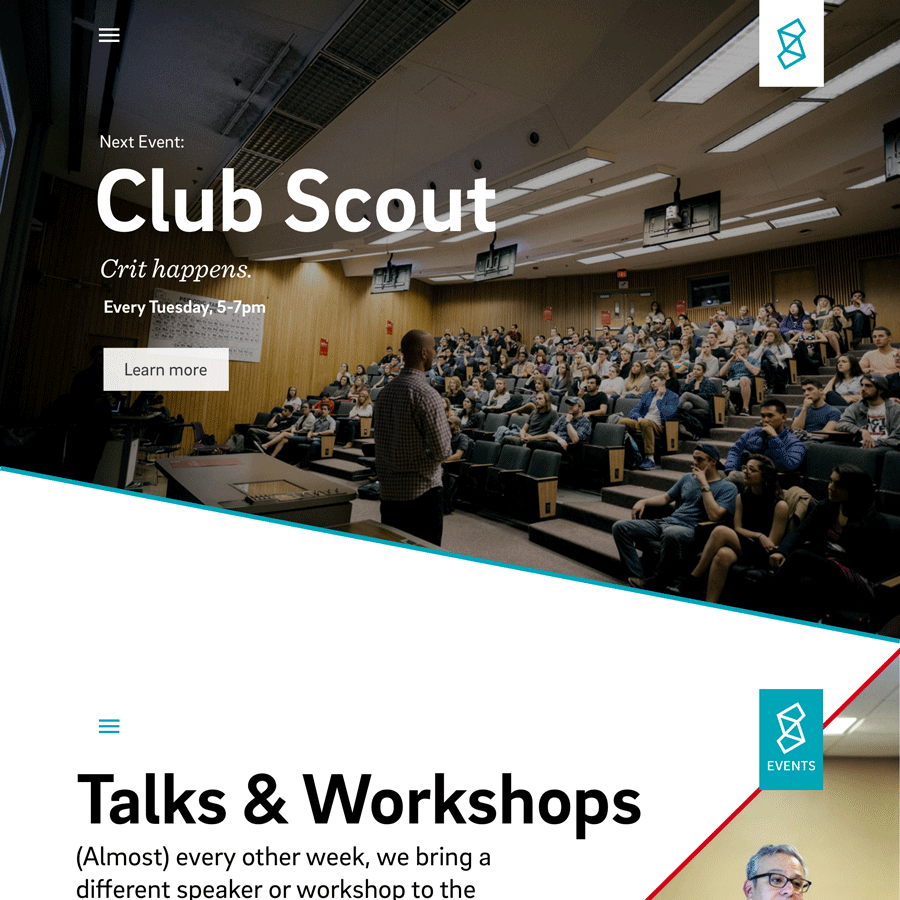 Next Event:
Club Scout
Crit happens.
Every Tuesday, 5-7pm
Learn more
EVENTS
Talks & Workshops
(Almost) every other week, we bring a
different speaker or workshop to the